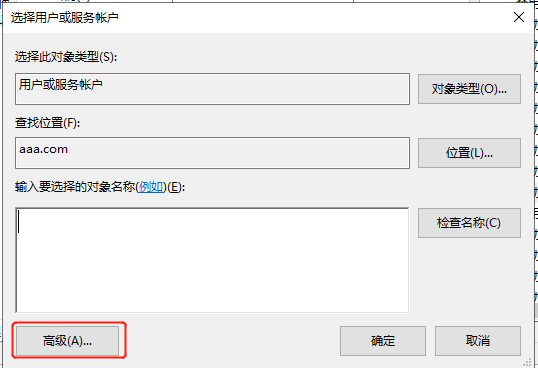 选择用户或服务帐户
选择此对象类型(S):
用户或服务帐户
对象类型(O)...
查找位置(F):
aaa.com
位置(L)...
输入要选择的对象名称(例如)(E):
检查名称(C)
高级(A)...
确定
取消